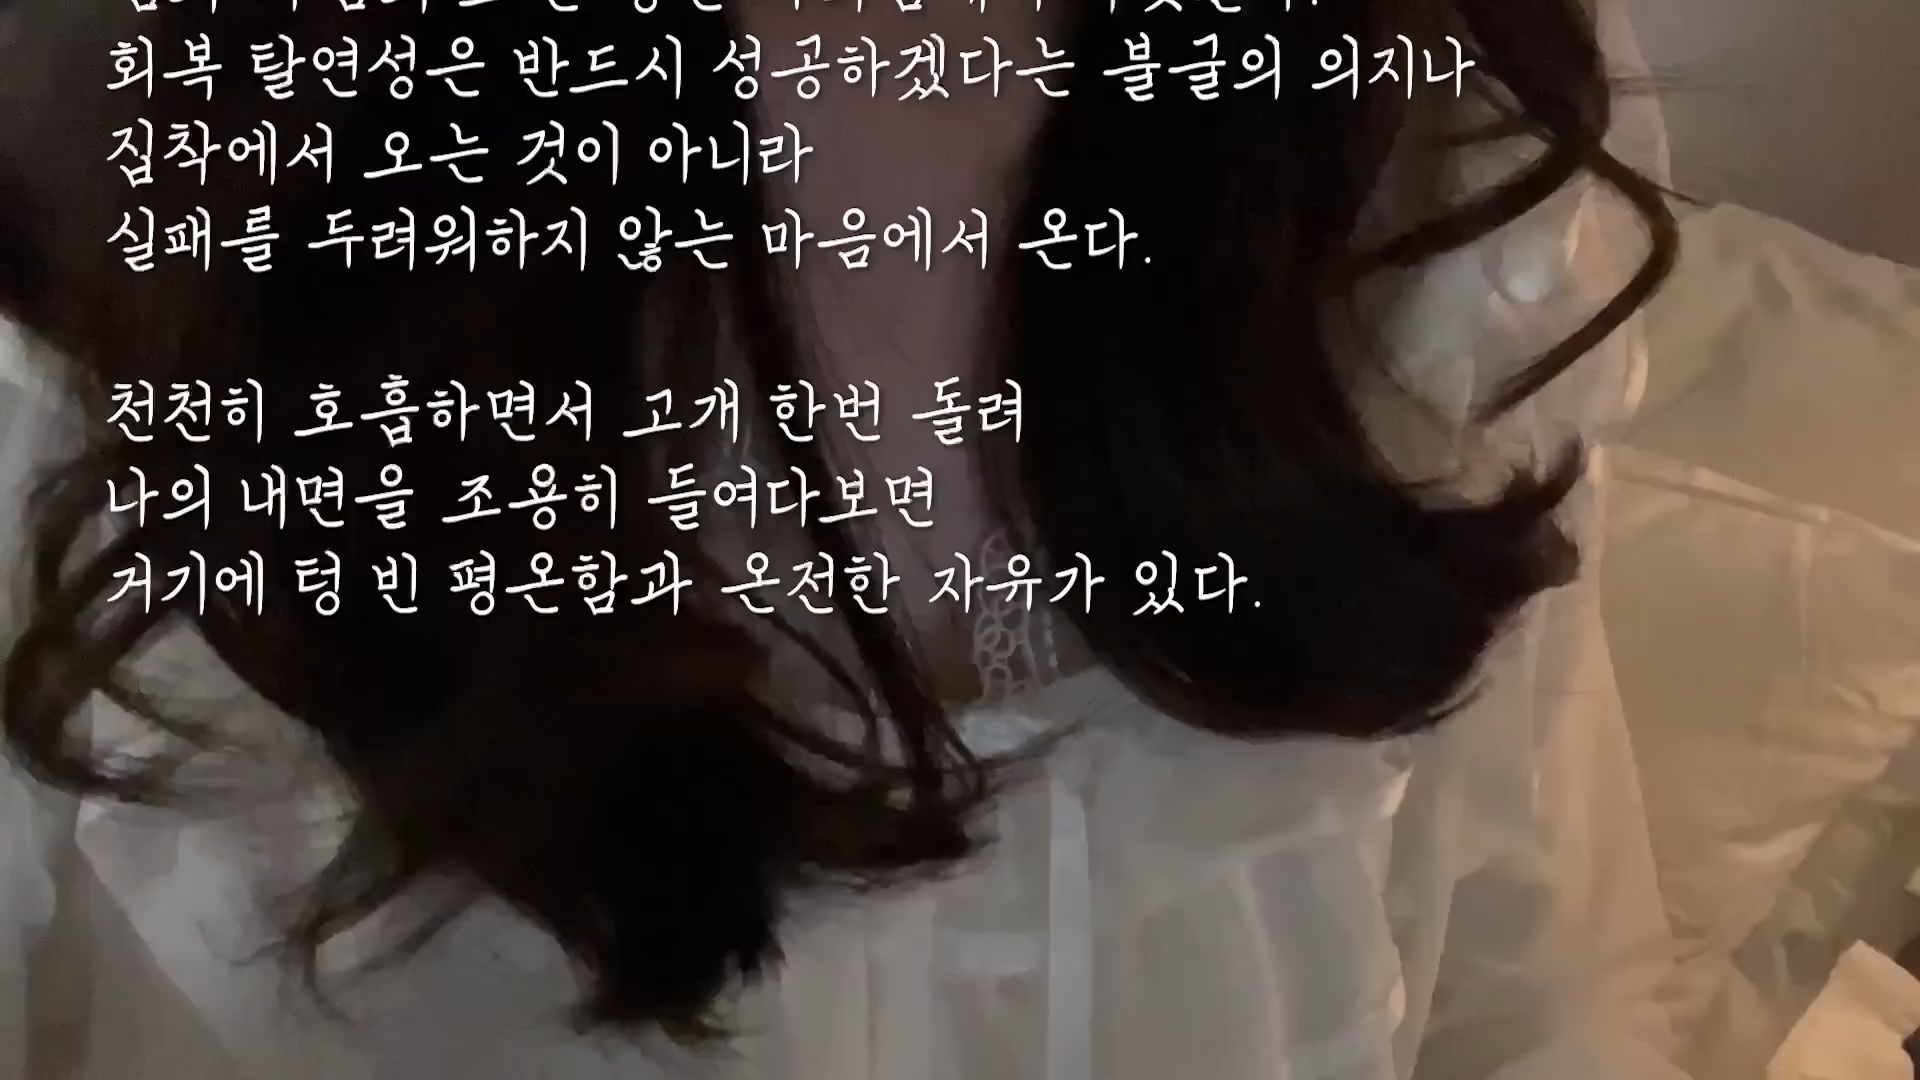 회복 탈연성은 반드시 성공하겠다는 불굴의 의지나
집착에서 오는 것이 아니라
실패를 두려워하지 않는 마음에서 온다.
천천히 호흡하면서 고개 한번 돌려
나의 내면을 조용히 들여다보면
거기에 텅 빈 평온함과 온전한 자유가 있다.